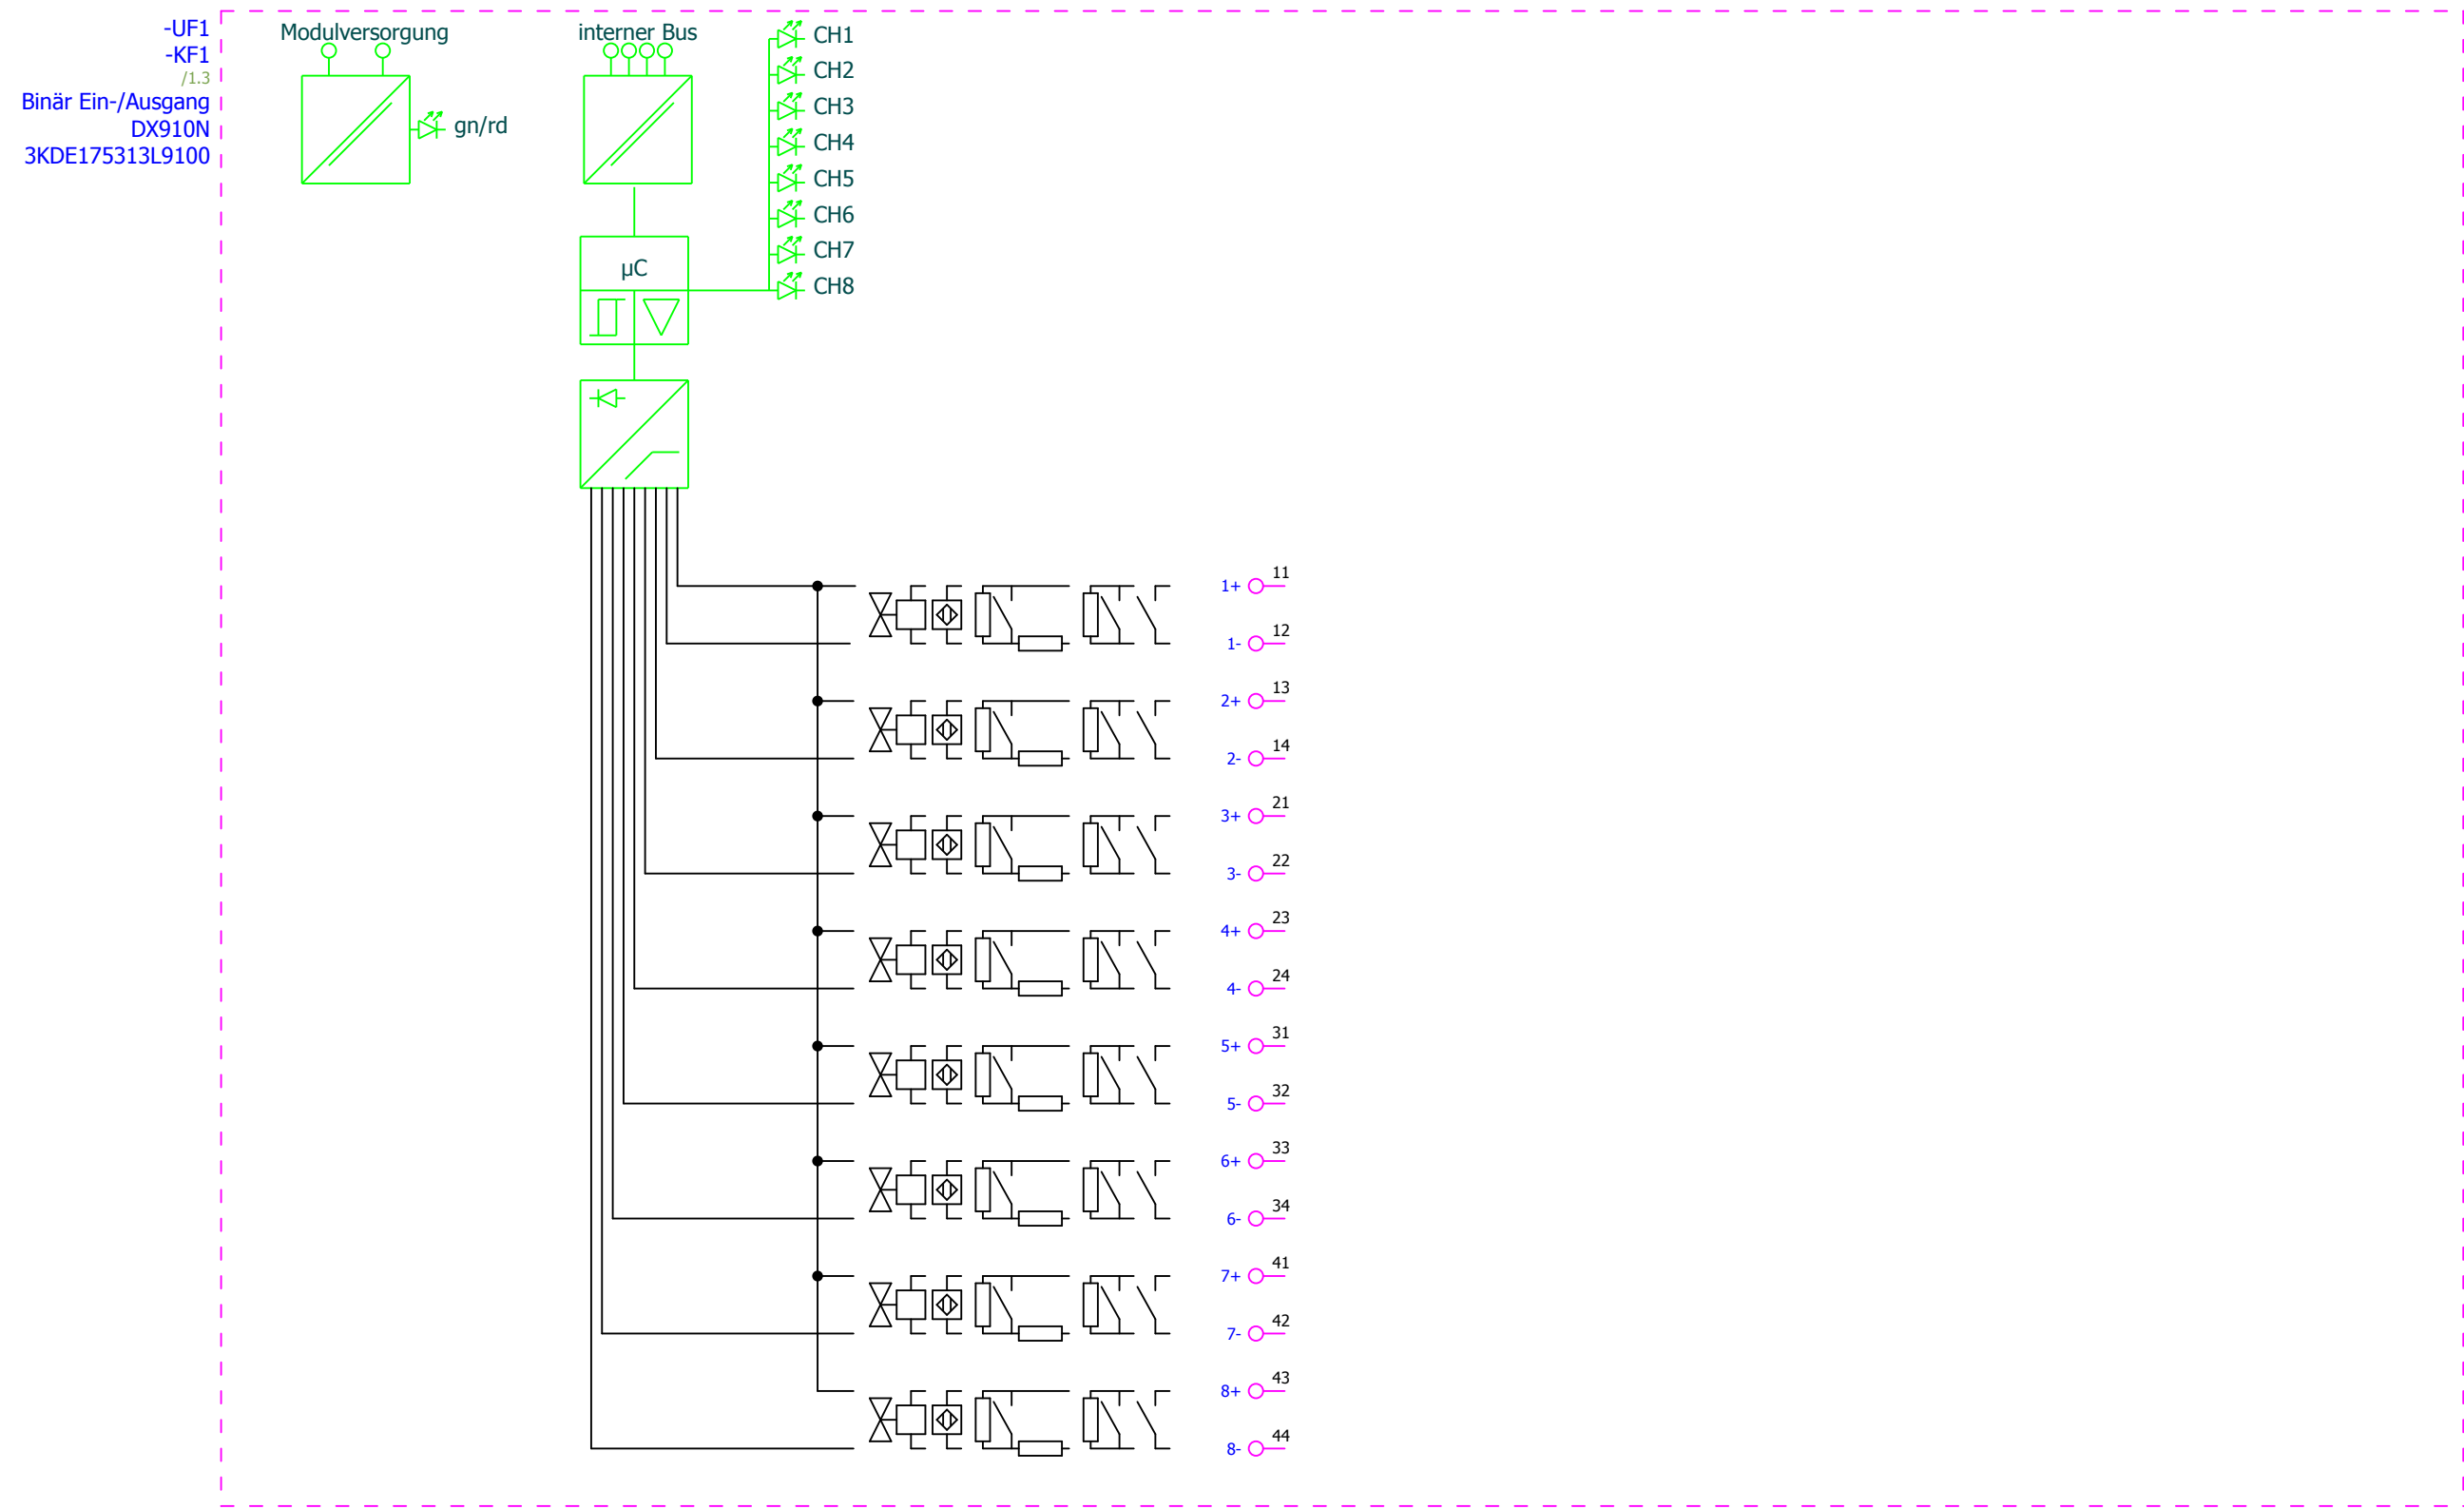 -UF1
-KF1
/1.3
Binär Ein-/Ausgang
DX910N
3KDE175313L9100
Modulversorgung
gn/rd
interner Bus
CH1
CH2
CH3
CH4
CH5
CH6
CH7
CH8
µC
1+ 11
1- 12
2+ 13
2- 14
3+ 21
3- 22
4+ 23
4- 24
5+ 31
5- 32
6+ 33
6- 34
7+ 41
7- 42
8+ 43
8- 44